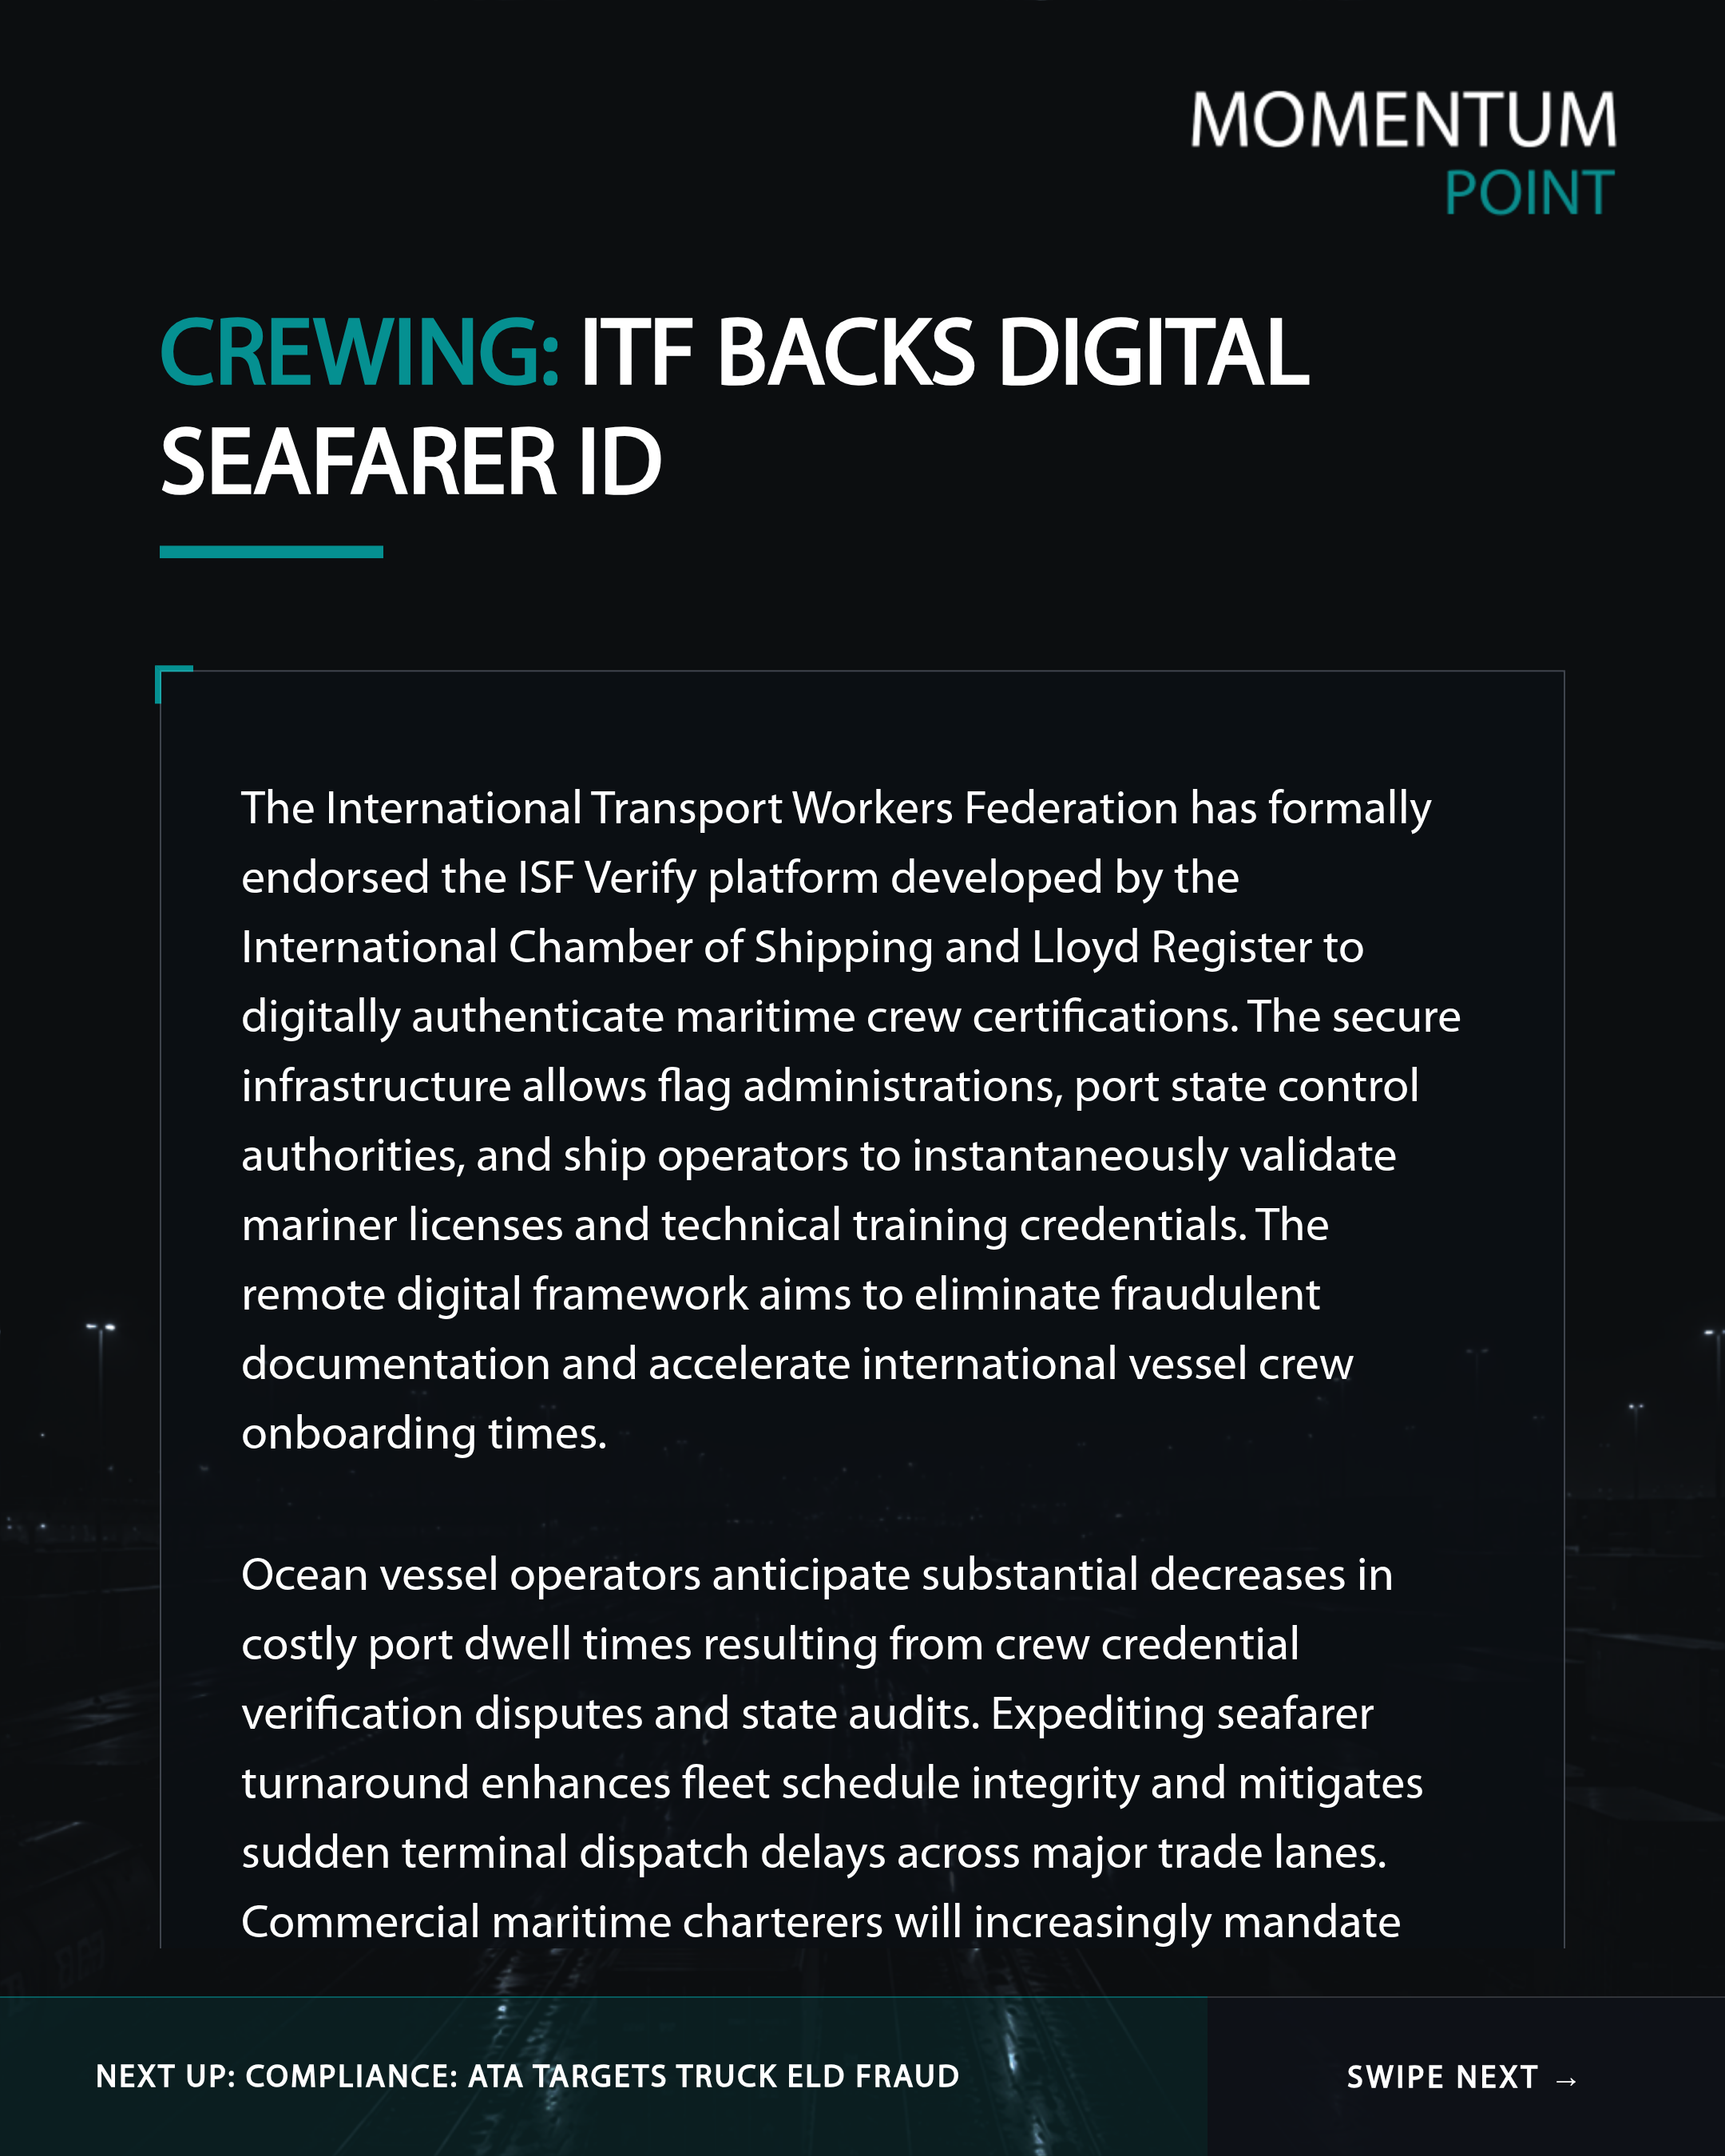 MOMENTUM
POINT
CREWING: ITF BACKS DIGITAL
SEAFARER ID
The International Transport Workers Federation has formally
endorsed the ISF Verify platform developed by the
International Chamber of Shipping and Lloyd Register to
digitally authenticate maritime crew certifications. The secure
infrastructure allows flag administrations, port state control
authorities, and ship operators to instantaneously validate
mariner licenses and technical training credentials. The
remote digital framework aims to eliminate fraudulent
documentation and accelerate international vessel crew
onboarding times.
Ocean vessel operators anticipate substantial decreases in
costly port dwell times resulting from crew credential
verification disputes and state audits. Expediting seafarer
turnaround enhances fleet schedule integrity and mitigates
sudden terminal dispatch delays across major trade lanes.
Commercial maritime charterers will increasingly mandate
NEXT UP: COMPLIANCE: ATA TARGETS TRUCK ELD FRAUD
SWIPE NEXT →